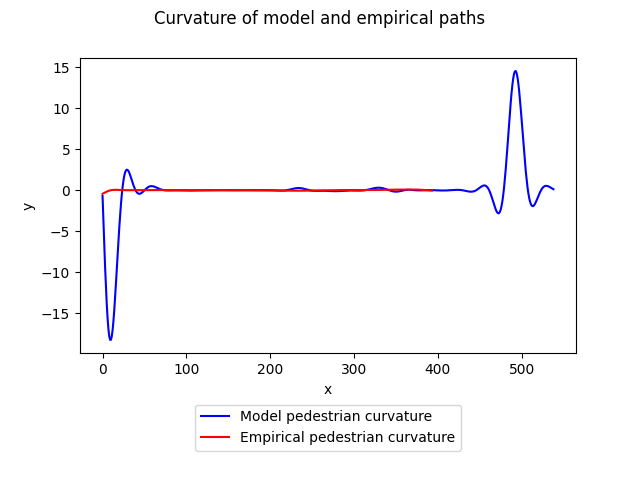 Curvature of model and empirical paths
15
10
5
0
−5
−10
−15
y
0 100 200 300 400 500
x
Model pedestrian curvature
Empirical pedestrian curvature